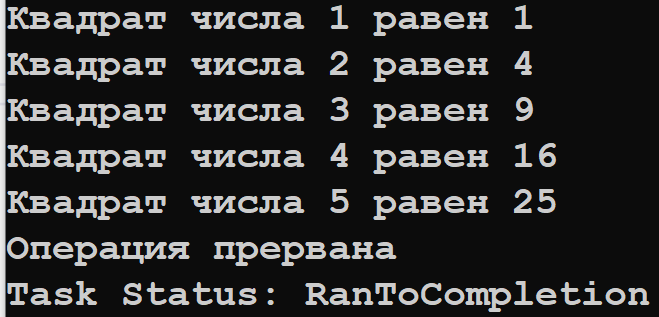 Квадрат числа 1 равен 1
Квадрат числа 2 равен 4
Квадрат числа 3 равен 9
Квадрат числа 4 равен 16
Квадрат числа 5 равен 25
Операция прервана
Task Status: RanToCompletion